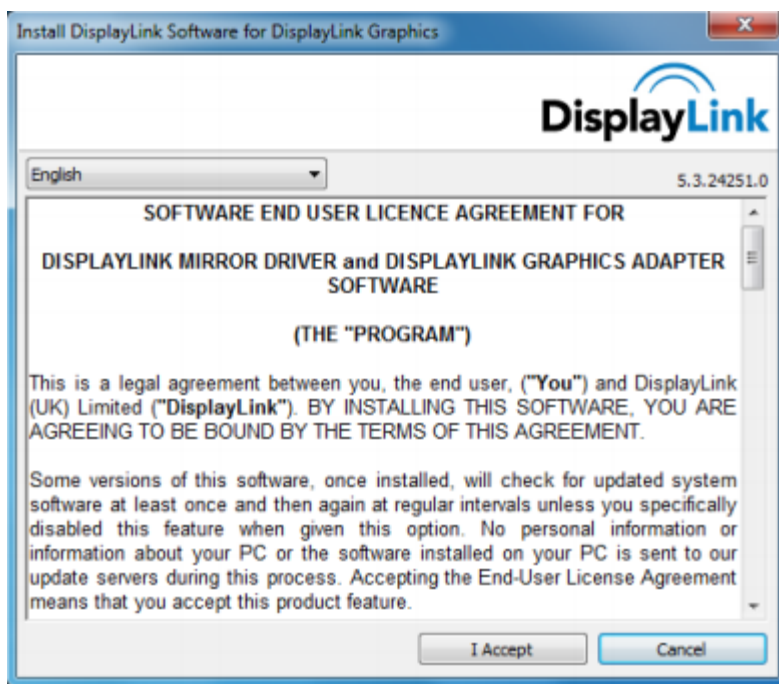 Install DisplayLink Software for DisplayLink Graphics
DisplayLink
English
5.3.24251.0
SOFTWARE END USER LICENCE AGREEMENT FOR
DISPLAYLINK MIRROR DRIVER and DISPLAYLINK GRAPHICS ADAPTER
SOFTWARE
(THE "PROGRAM")
This is a legal agreement between you, the end user, ("You") and DisplayLink
(UK) Limited ("DisplayLink"). BY INSTALLING THIS SOFTWARE, YOU ARE
AGREEING TO BE BOUND BY THE TERMS OF THIS AGREEMENT.
Some versions of this software, once installed, will check for updated system
software at least once and then again at regular intervals unless you specifically
disabled this feature when given this option. No personal information or
information about your PC or the software installed on your PC is sent to our
update servers during this process. Accepting the End-User License Agreement
means that you accept this product feature.
I Accept
Cancel